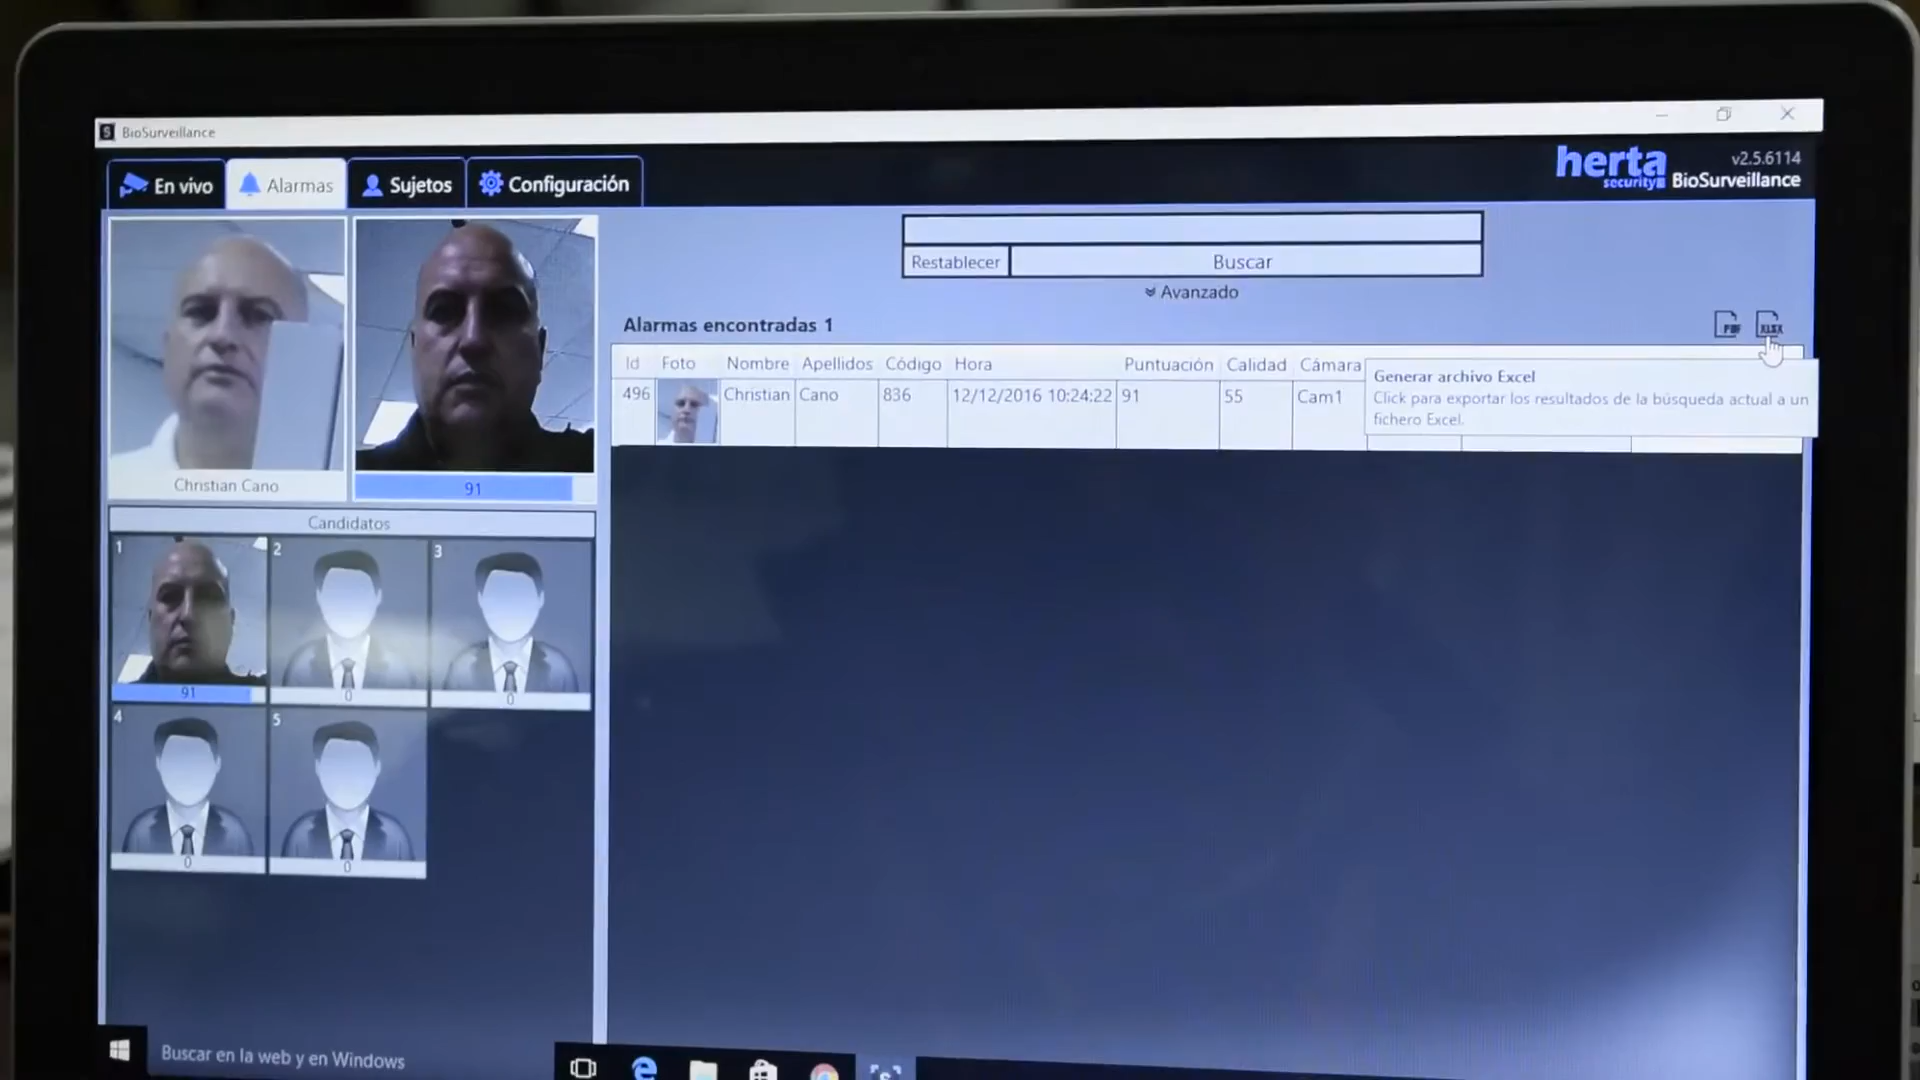 BioSurveillance
En vivo
Alarmas
Sujetos
Configuración
herta
security
v2.5.6114
BioSurveillance
Christian Cano
91
Candidatos
1
2
3
91
0
0
4
5
0
0
Restablecer
Buscar
Avanzado
Alarmas encontradas 1
PDF
XLSX
Id Foto Nombre Apellidos Código Hora Puntuación Calidad Cámara
496 Christian Cano 836 12/12/2016 10:24:22 91 55 Cam1
Generar archivo Excel
Click para exportar los resultados de la búsqueda actual a un
fichero Excel.
Buscar en la web y en Windows